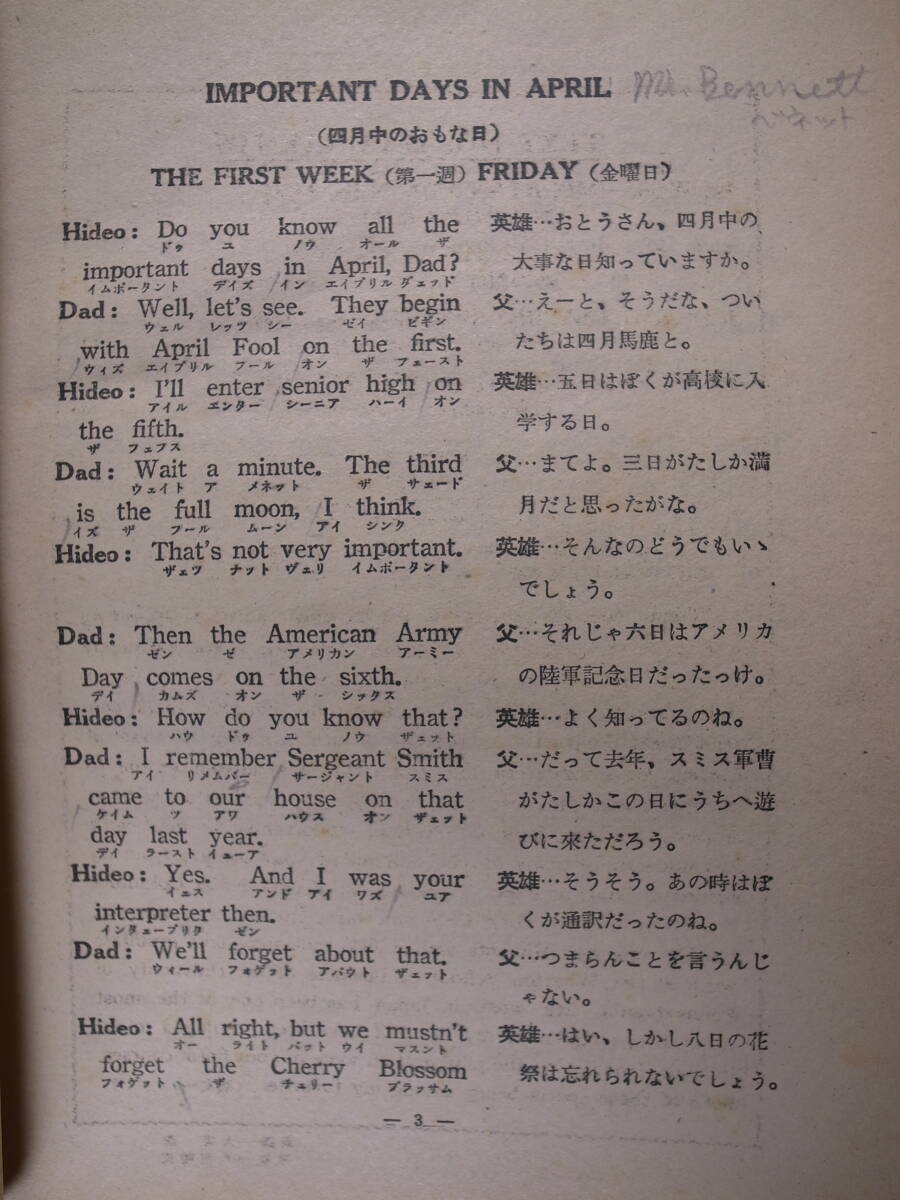 IMPORTANT DAYS IN APRIL Mr. Bennett
ベネット
(四月中のおもな日)
THE FIRST WEEK (第一週) FRIDAY (金曜日)
Hideo: Do you know all the
ドゥ ユ ノウ オール ザ
important days in April, Dad?
イムポータント デイズ イン エイプリル ダェッド
Dad: Well, let's see. They begin
ウェル レッツ シー ゼイ ビギン
with April Fool on the first.
ウィズ エイプリル フール オン ザ フェースト
Hideo: I'll enter senior high on
アイル エンター シーニア ハーイ オン
the fifth.
ザ フェフス
Dad: Wait a minute. The third
ウェイト ア メネット ザ サェード
is the full moon, I think.
イズ ザ フール ムーン アイ シンク
Hideo: That's not very important.
ザェツ ナット ヴェリ イムポータント
Dad: Then the American Army
ゼン ゼ アメリカン アーミー
Day comes on the sixth.
デイ カムズ オン ザ シックス
Hideo: How do you know that?
ハウ ドゥ ユ ノウ ザェット
Dad: I remember Sergeant Smith
アイ リメムバー サージャント スミス
came to our house on that
ケイム ツ アワ ハウス オン ザェット
day last year.
デイ ラースト イューア
Hideo: Yes. And I was your
イェス アンド アイ ワズ ユア
interpreter then.
インタュープリタ ゼン
Dad: We'll forget about that.
ウィール フォゲット アバウト ザェット
Hideo: All right, but we mustn't
オー ライト バット ウイ マスント
forget the Cherry Blossom
フォゲット ザ チェリー ブラッサム
英雄…おとうさん、四月中の
大事な日知っていますか。
父…えーと、そうだな、つい
たちは四月馬鹿と。
英雄…五日はぼくが高校に入
学する日。
父…まてよ。三日がたしか満
月だと思ったがな。
英雄…そんなのどうでもいゝ
でしょう。
父…それじゃ六日はアメリカ
の陸軍記念日だったっけ。
英雄…よく知ってるのね。
父…だって去年、スミス軍曹
がたしかこの日にうちへ遊
びに來ただろう。
英雄…そうそう。あの時はぼ
くが通訳だったのね。
父…つまらんことを言うんじ
ゃない。
英雄…はい、しかし八日の花
祭は忘れられないでしょう。
— 3 —